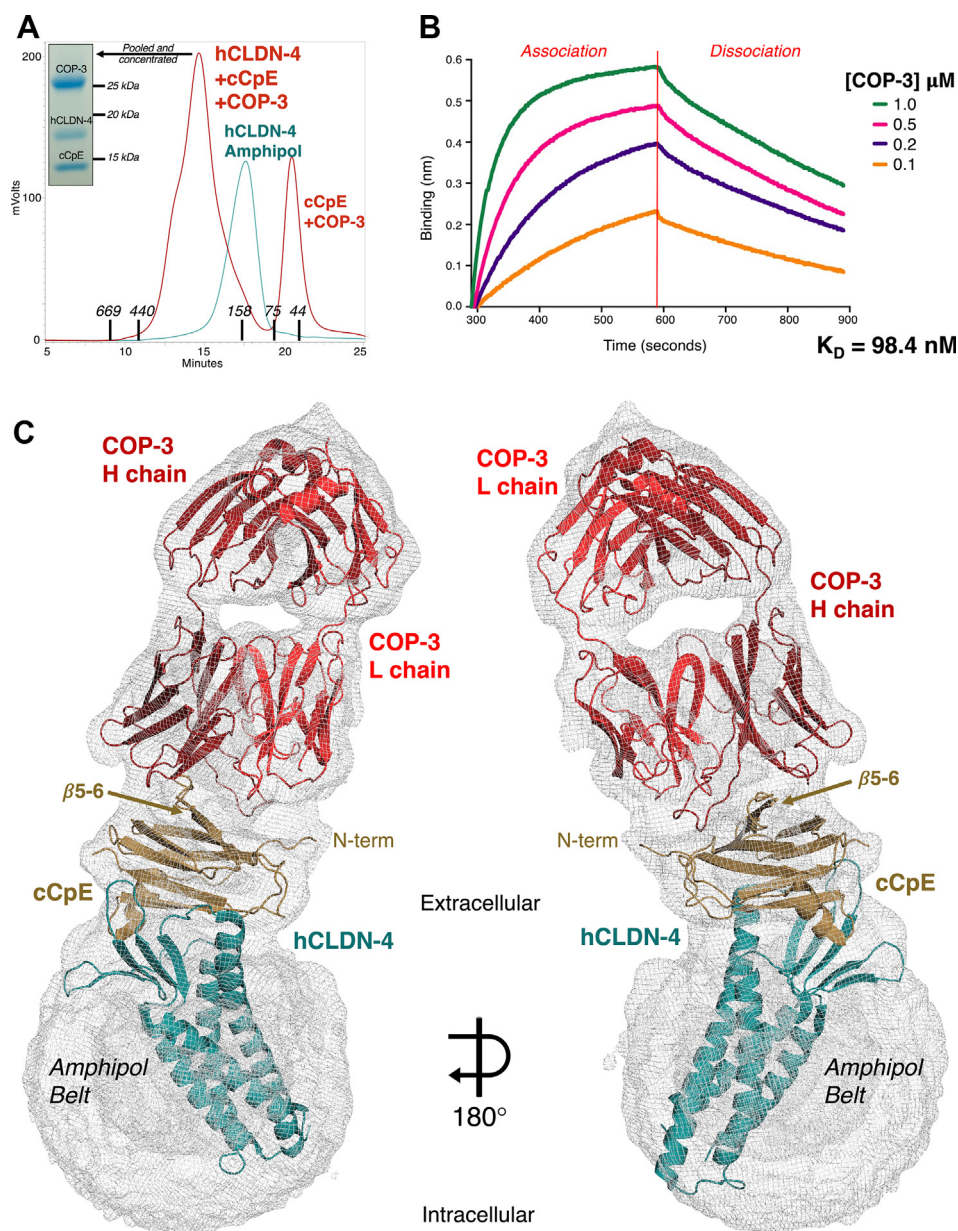 A
200
100
0
mVolts
Pooled and
concentrated
COP-3
25 kDa
20 kDa
hCLDN-4
15 kDa
cCpE
hCLDN-4
+cCpE
+COP-3
hCLDN-4
Amphipol
cCpE
+COP-3
669
440
158
75
44
5
10
15
20
25
Minutes
B
Association
Dissociation
0.6
0.5
0.4
0.3
0.2
0.1
0.0
Binding (nm)
300
400
500
600
700
800
900
Time (seconds)
[COP-3] μM
1.0
0.5
0.2
0.1
K_D = 98.4 nM
C
COP-3
H chain
COP-3
L chain
COP-3
L chain
COP-3
H chain
β5-6
β5-6
N-term
N-term
cCpE
cCpE
Extracellular
hCLDN-4
hCLDN-4
Amphipol
Belt
Amphipol
Belt
180°
Intracellular